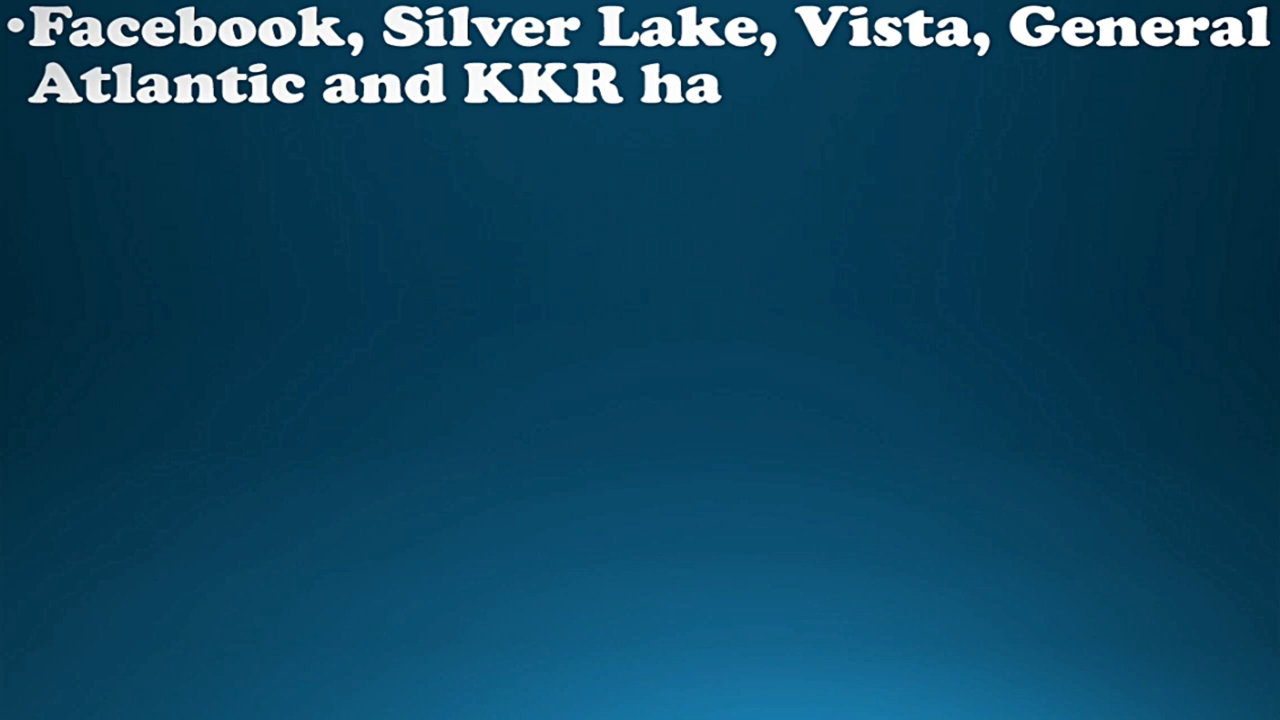 •Facebook, Silver Lake, Vista, General
Atlantic and KKR ha